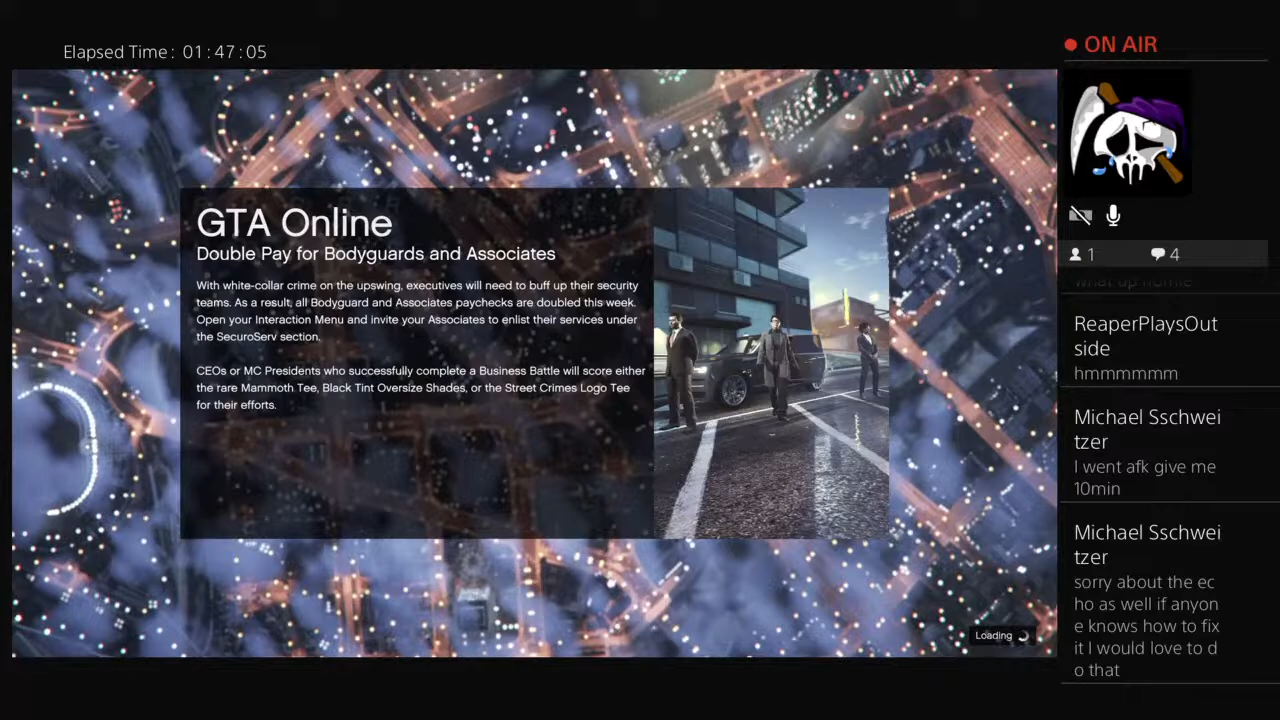 Elapsed Time: 01:47:05
ON AIR
GTA Online
Double Pay for Bodyguards and Associates
With white-collar crime on the upswing, executives will need to buff up their security
teams. As a result, all Bodyguard and Associates paychecks are doubled this week.
Open your Interaction Menu and invite your Associates to enlist their services under
the SecuroServ section.
CEOs or MC Presidents who successfully complete a Business Battle will score either
the rare Mammoth Tee, Black Tint Oversize Shades, or the Street Crimes Logo Tee
for their efforts.
Loading
1
4
what up homie
ReaperPlaysOut
side
hmmmmmm
Michael Sschwei
tzer
I went afk give me
10min
Michael Sschwei
tzer
sorry about the ec
ho as well if anyon
e knows how to fix
it I would love to d
o that